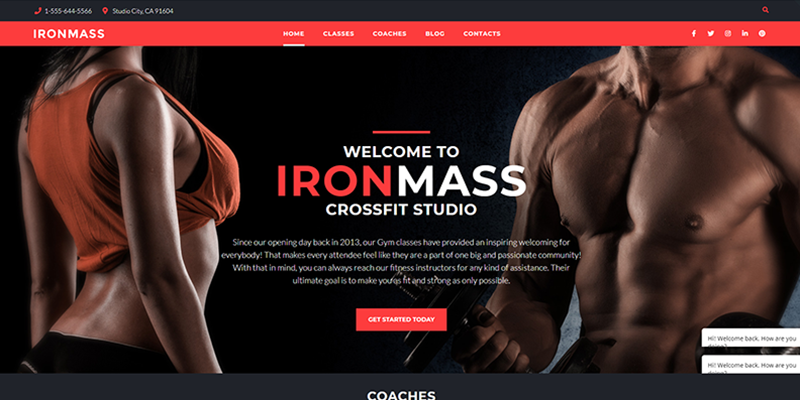 1-555-644-5566 Studio City, CA 91604
IRONMASS HOME CLASSES COACHES BLOG CONTACTS
WELCOME TO
IRONMASS
CROSSFIT STUDIO
Since our opening day back in 2013, our Gym classes have provided an inspiring welcoming for
everybody! That makes every attendee feel like they are a part of one big and passionate community!
With that in mind, you can always reach our fitness instructors for any kind of assistance. Their
ultimate goal is to make you as fit and strong as only possible.
GET STARTED TODAY
Hi! Welcome back. How are you
doing?
Hi! Welcome back. How are you
COACHES